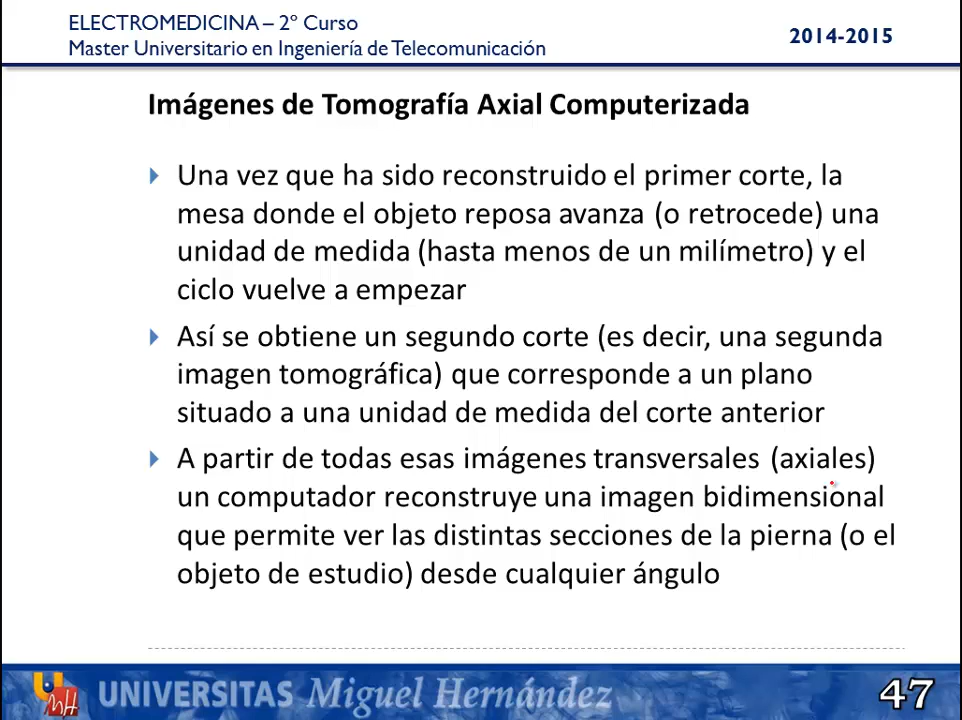 ELECTROMEDICINA – 2º Curso
Master Universitario en Ingeniería de Telecomunicación
2014-2015
Imágenes de Tomografía Axial Computerizada
Una vez que ha sido reconstruido el primer corte, la
mesa donde el objeto reposa avanza (o retrocede) una
unidad de medida (hasta menos de un milímetro) y el
ciclo vuelve a empezar
Así se obtiene un segundo corte (es decir, una segunda
imagen tomográfica) que corresponde a un plano
situado a una unidad de medida del corte anterior
A partir de todas esas imágenes transversales (axiales)
un computador reconstruye una imagen bidimensional
que permite ver las distintas secciones de la pierna (o el
objeto de estudio) desde cualquier ángulo
UNIVERSITAS Miguel Hernández
47